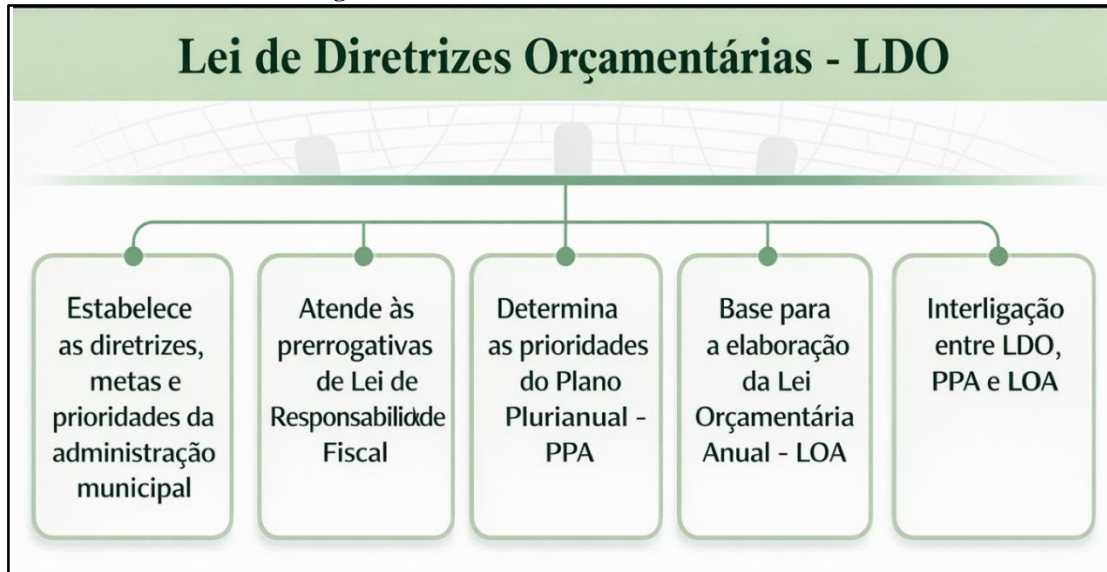 Lei de Diretrizes Orçamentárias - LDO
Estabelece
as diretrizes,
metas e
prioridades da
administração
municipal
Atende às
prerrogativas
de Lei de
Fiscal
Determina
as prioridades
do Plano
Plurianual -
PPA
Base para
a elaboração
da Lei
Orçamentária
Anual - LOA
Interligação
entre LDO,
PPA e LOA